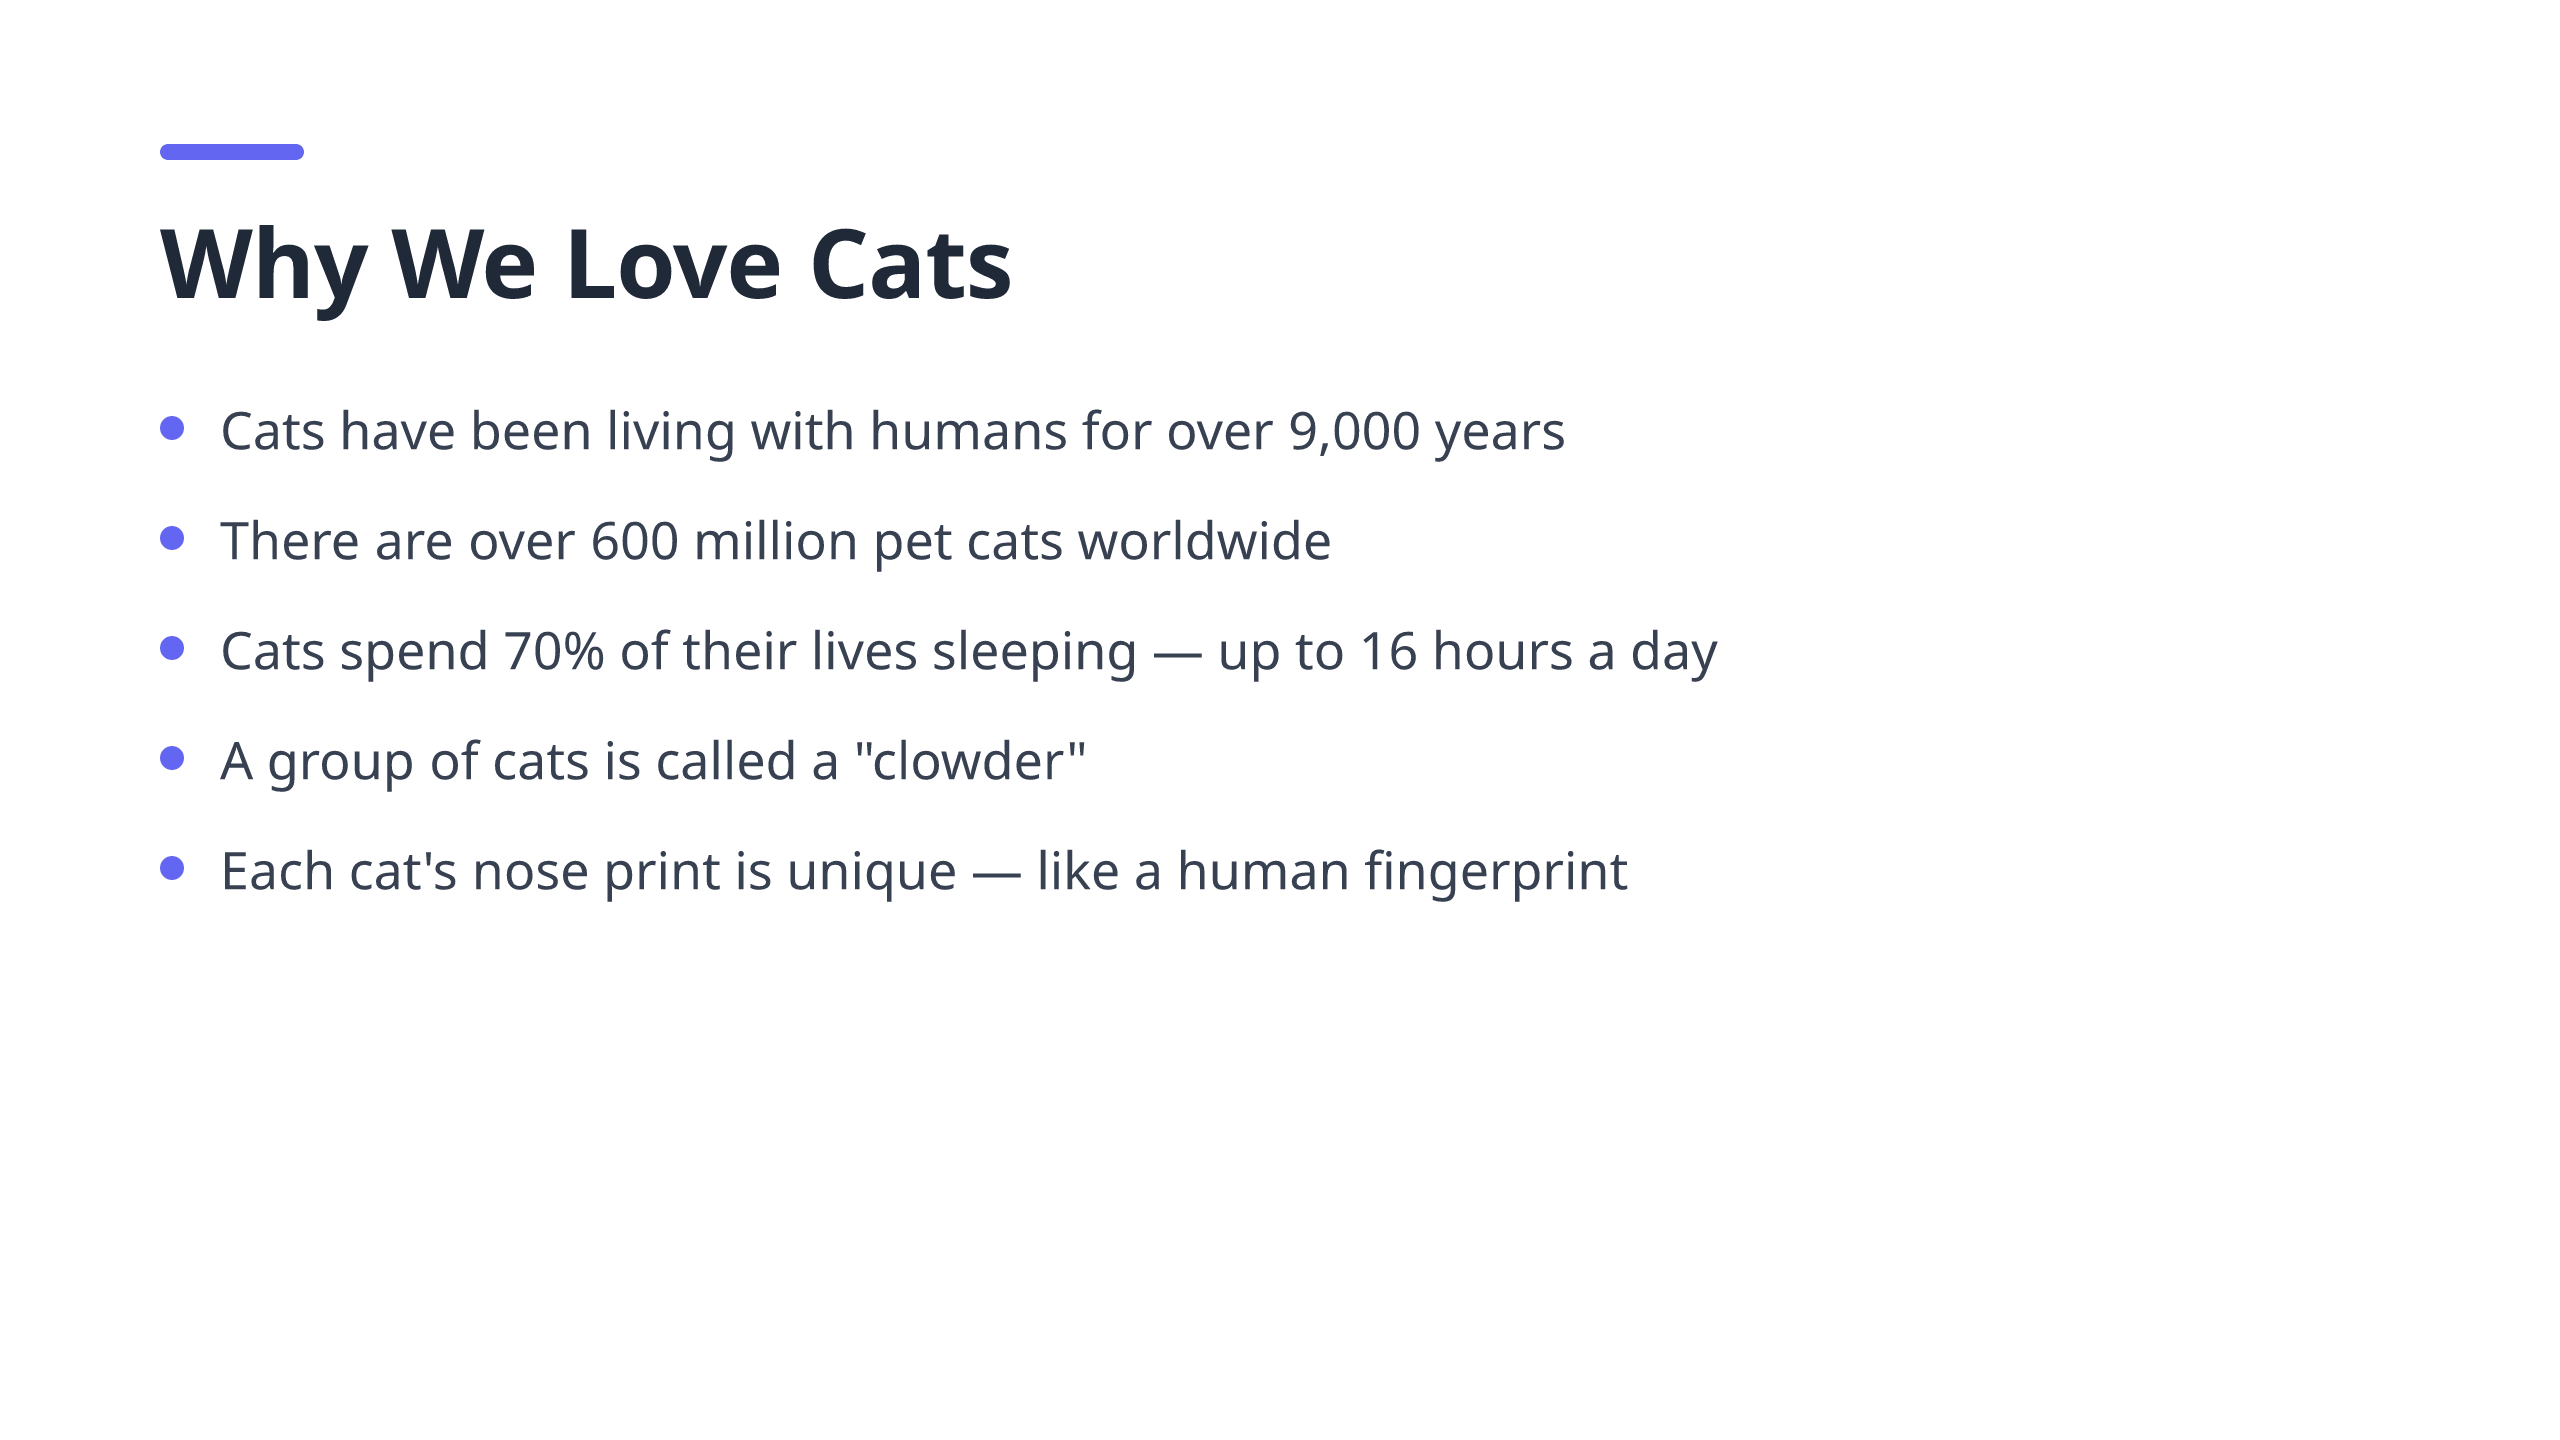 Why We Love Cats
Cats have been living with humans for over 9,000 years
There are over 600 million pet cats worldwide
Cats spend 70% of their lives sleeping — up to 16 hours a day
A group of cats is called a "clowder"
Each cat's nose print is unique — like a human fingerprint